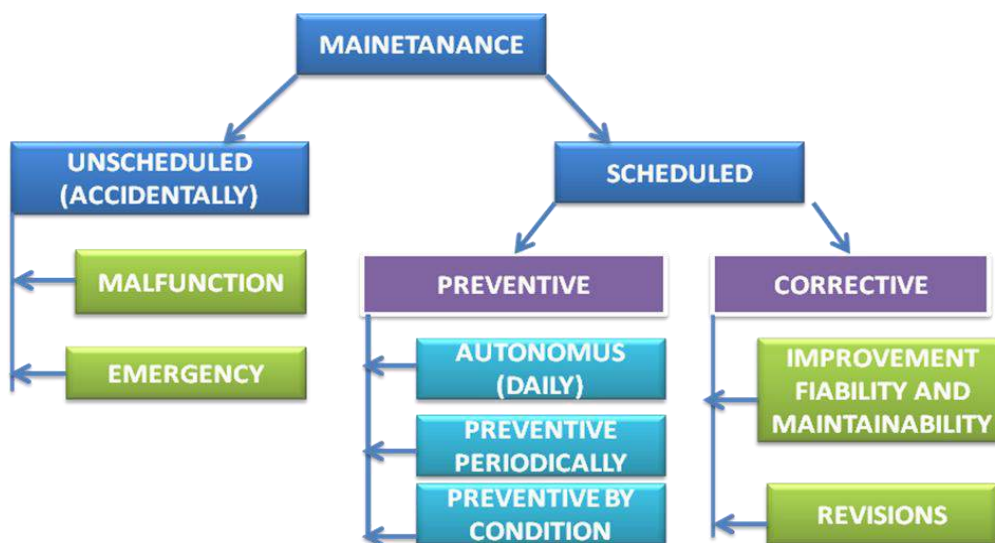 MAINETANANCE
UNSCHEDULED
(ACCIDENTALLY)
SCHEDULED
MALFUNCTION
EMERGENCY
PREVENTIVE
CORRECTIVE
AUTONOMUS
(DAILY)
PREVENTIVE
PERIODICALLY
PREVENTIVE BY
CONDITION
IMPROVEMENT
FIABILITY AND
MAINTAINABILITY
REVISIONS